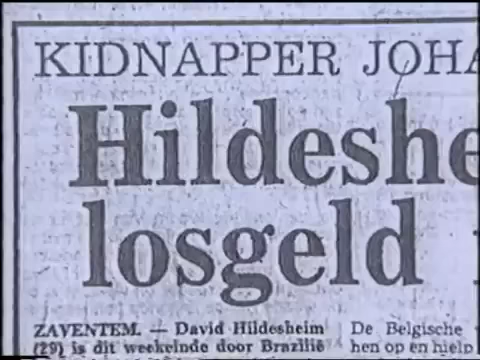 KIDNAPPER JOHA
Hildeshe
losgeld
ZAVENTEM. — David Hildesheim
(29) is dit weekeinde door Brazilië
De Belgische
hen op en hielp